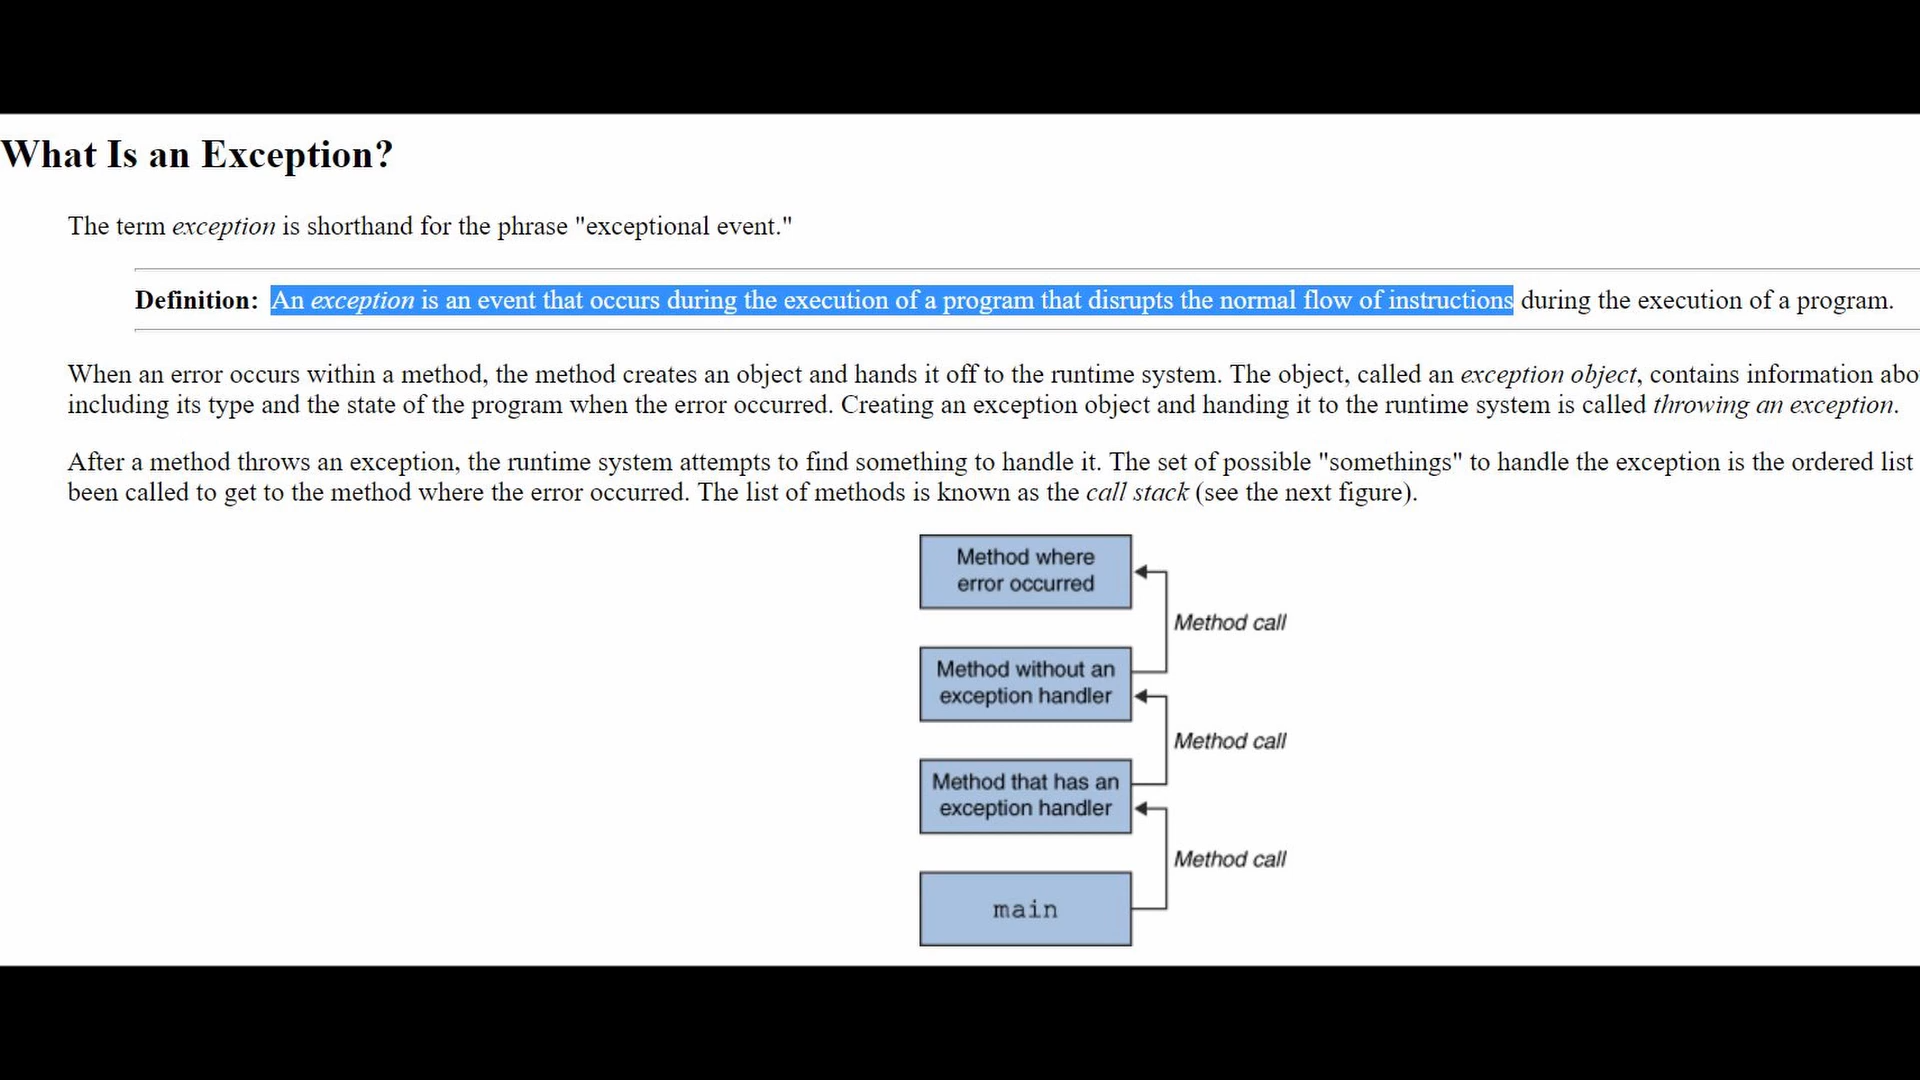 What Is an Exception?
The term exception is shorthand for the phrase "exceptional event."
Definition: An exception is an event that occurs during the execution of a program that disrupts the normal flow of instructions during the execution of a program.
When an error occurs within a method, the method creates an object and hands it off to the runtime system. The object, called an exception object, contains information
including its type and the state of the program when the error occurred. Creating an exception object and handing it to the runtime system is called throwing an exception.
After a method throws an exception, the runtime system attempts to find something to handle it. The set of possible "somethings" to handle the exception is the ordered list
been called to get to the method where the error occurred. The list of methods is known as the call stack (see the next figure).
Method where
error occurred
Method call
Method without an
exception handler
Method call
Method that has an
exception handler
Method call
main